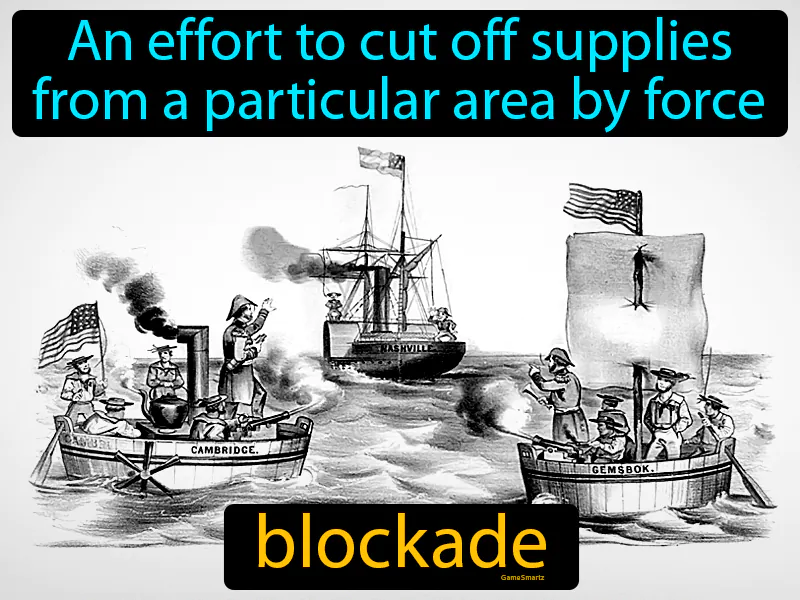 An effort to cut off supplies
from a particular area by force
NASHVILLE
CAMBRIDGE.
GEMSBOK.
blockade
GameSmartz